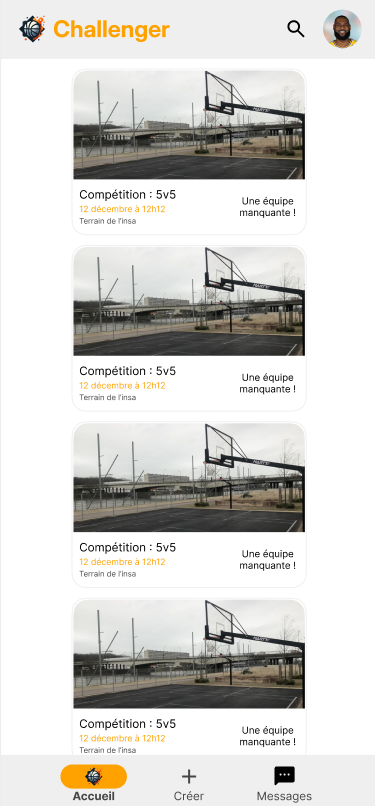 Challenger
Compétition : 5v5
12 décembre à 12h12
Terrain de l'insa
Une équipe
manquante !
Compétition : 5v5
12 décembre à 12h12
Terrain de l'insa
Une équipe
manquante !
Compétition : 5v5
12 décembre à 12h12
Terrain de l'insa
Une équipe
manquante !
Compétition : 5v5
12 décembre à 12h12
Terrain de l'insa
Une équipe
manquante !
Accueil
Créer
Messages